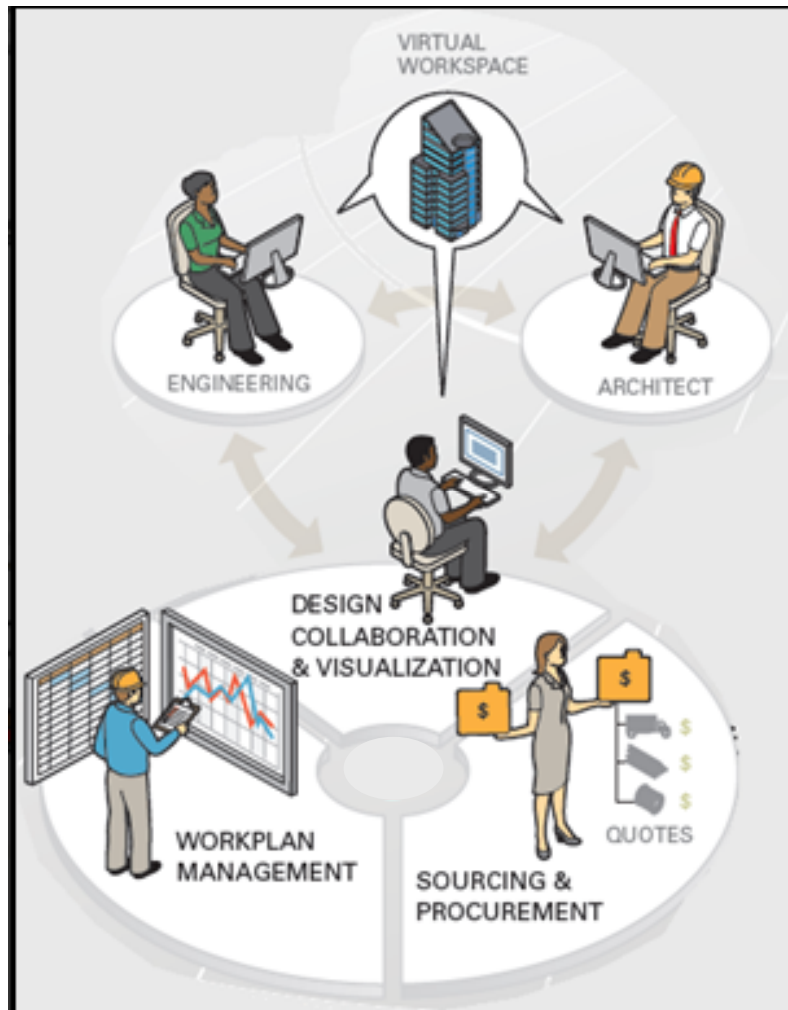 VIRTUAL
WORKSPACE
ENGINEERING
ARCHITECT
DESIGN
COLLABORATION
& VISUALIZATION
$
$
$
$
$
QUOTES
WORKPLAN
MANAGEMENT
SOURCING &
PROCUREMENT